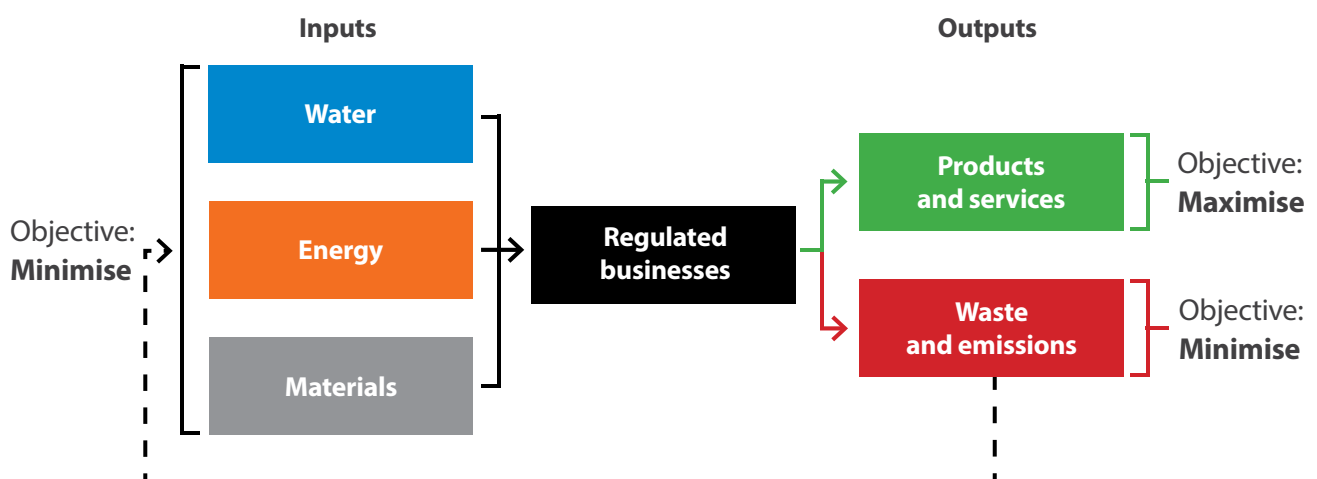 Inputs
Outputs
Objective:
Minimise
Water
Energy
Materials
Regulated
businesses
Products
and services
Objective:
Maximise
Waste
and emissions
Objective:
Minimise